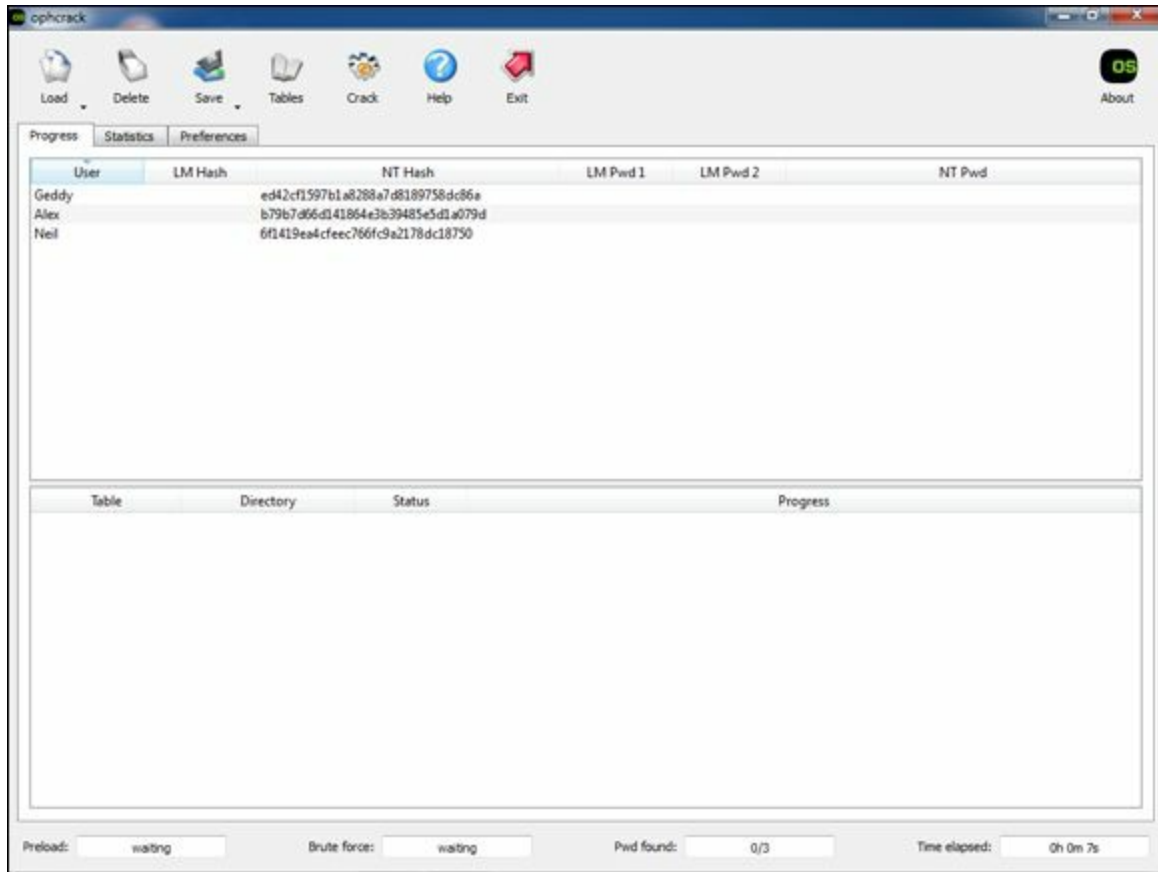 ophcrack
Load Delete Save Tables Crack Help Exit
OS
About
Progress Statistics Preferences
User LM Hash NT Hash LM Pwd 1 LM Pwd 2 NT Pwd
Geddy ed42cf1597b1a8288a7d8189758dc86a
Alex b79b7d66d141864e3b39485e5d1a079d
Neil 6f1419ea4cfeec766fc9a2178dc18750
Table Directory Status Progress
Preload: waiting Brute force: waiting Pwd found: 0/3 Time elapsed: 0h 0m 7s